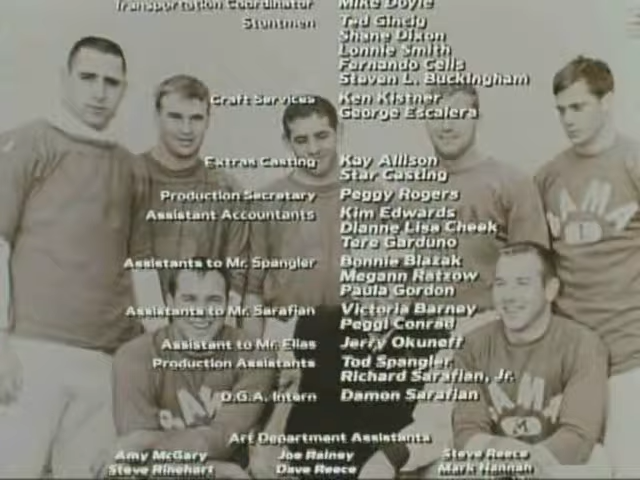 Transportation Coordinator Mike Doyle
Stuntmen Ted Gincig
Shane Dixon
Lonnie Smith
Fernando Cells
Steven L. Buckingham
Craft Services Ken Kistner
George Escalera
Extras Casting Kay Allison
Star Casting
Production Secretary Peggy Rogers
Assistant Accountants Kim Edwards
Dianne Lisa Cheek
Tere Garduno
Assistants to Mr. Spangler Bonnie Blazak
Megann Ratzow
Paula Gordon
Assistants to Mr. Sarafian Victoria Barney
Peggi Conrad
Assistant to Mr. Elias Jerry Okuneff
Production Assistants Tod Spangler
Richard Sarafian, Jr.
D.G.A. Intern Damon Sarafian
Art Department Assistants
Amy McGary Joe Rainey Steve Reece
Steve Rinehart Dave Reece Mark Hannan